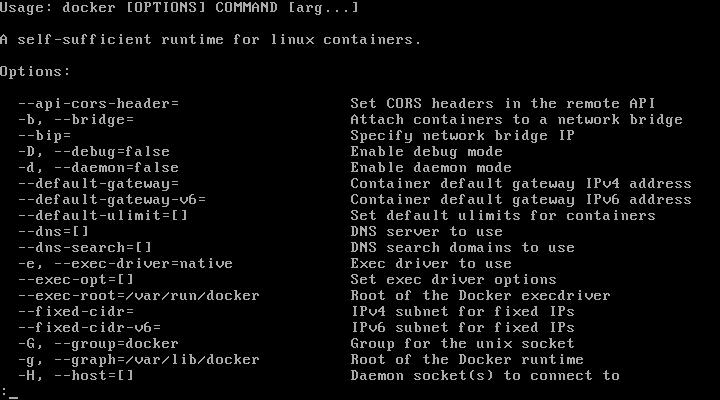 Usage: docker [OPTIONS] COMMAND [arg...]
A self-sufficient runtime for linux containers.
Options:
--api-cors-header= Set CORS headers in the remote API
-b, --bridge= Attach containers to a network bridge
--bip= Specify network bridge IP
-D, --debug=false Enable debug mode
-d, --daemon=false Enable daemon mode
--default-gateway= Container default gateway IPv4 address
--default-gateway-v6= Container default gateway IPv6 address
--default-ulimit=[] Set default ulimits for containers
--dns=[] DNS server to use
--dns-search=[] DNS search domains to use
-e, --exec-driver=native Exec driver to use
--exec-opt=[] Set exec driver options
--exec-root=/var/run/docker Root of the Docker execdriver
--fixed-cidr= IPv4 subnet for fixed IPs
--fixed-cidr-v6= IPv6 subnet for fixed IPs
-G, --group=docker Group for the unix socket
-g, --graph=/var/lib/docker Root of the Docker runtime
-H, --host=[] Daemon socket(s) to connect to
:_